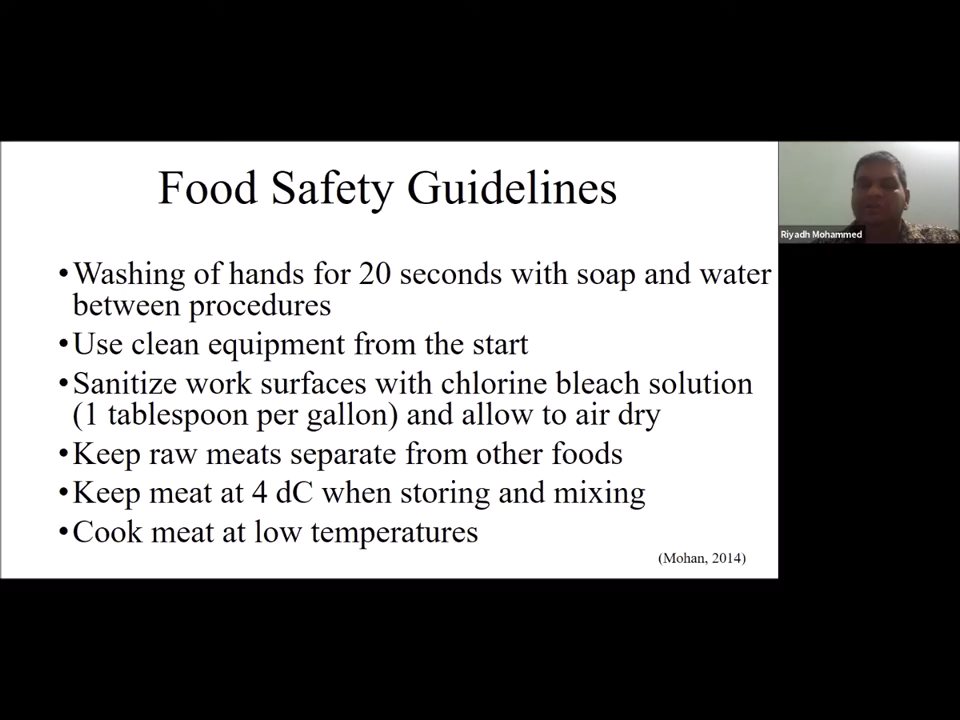 Food Safety Guidelines
•Washing of hands for 20 seconds with soap and water
between procedures
•Use clean equipment from the start
•Sanitize work surfaces with chlorine bleach solution
(1 tablespoon per gallon) and allow to air dry
•Keep raw meats separate from other foods
•Keep meat at 4 dC when storing and mixing
•Cook meat at low temperatures
(Mohan, 2014)
Riyadh Mohammed